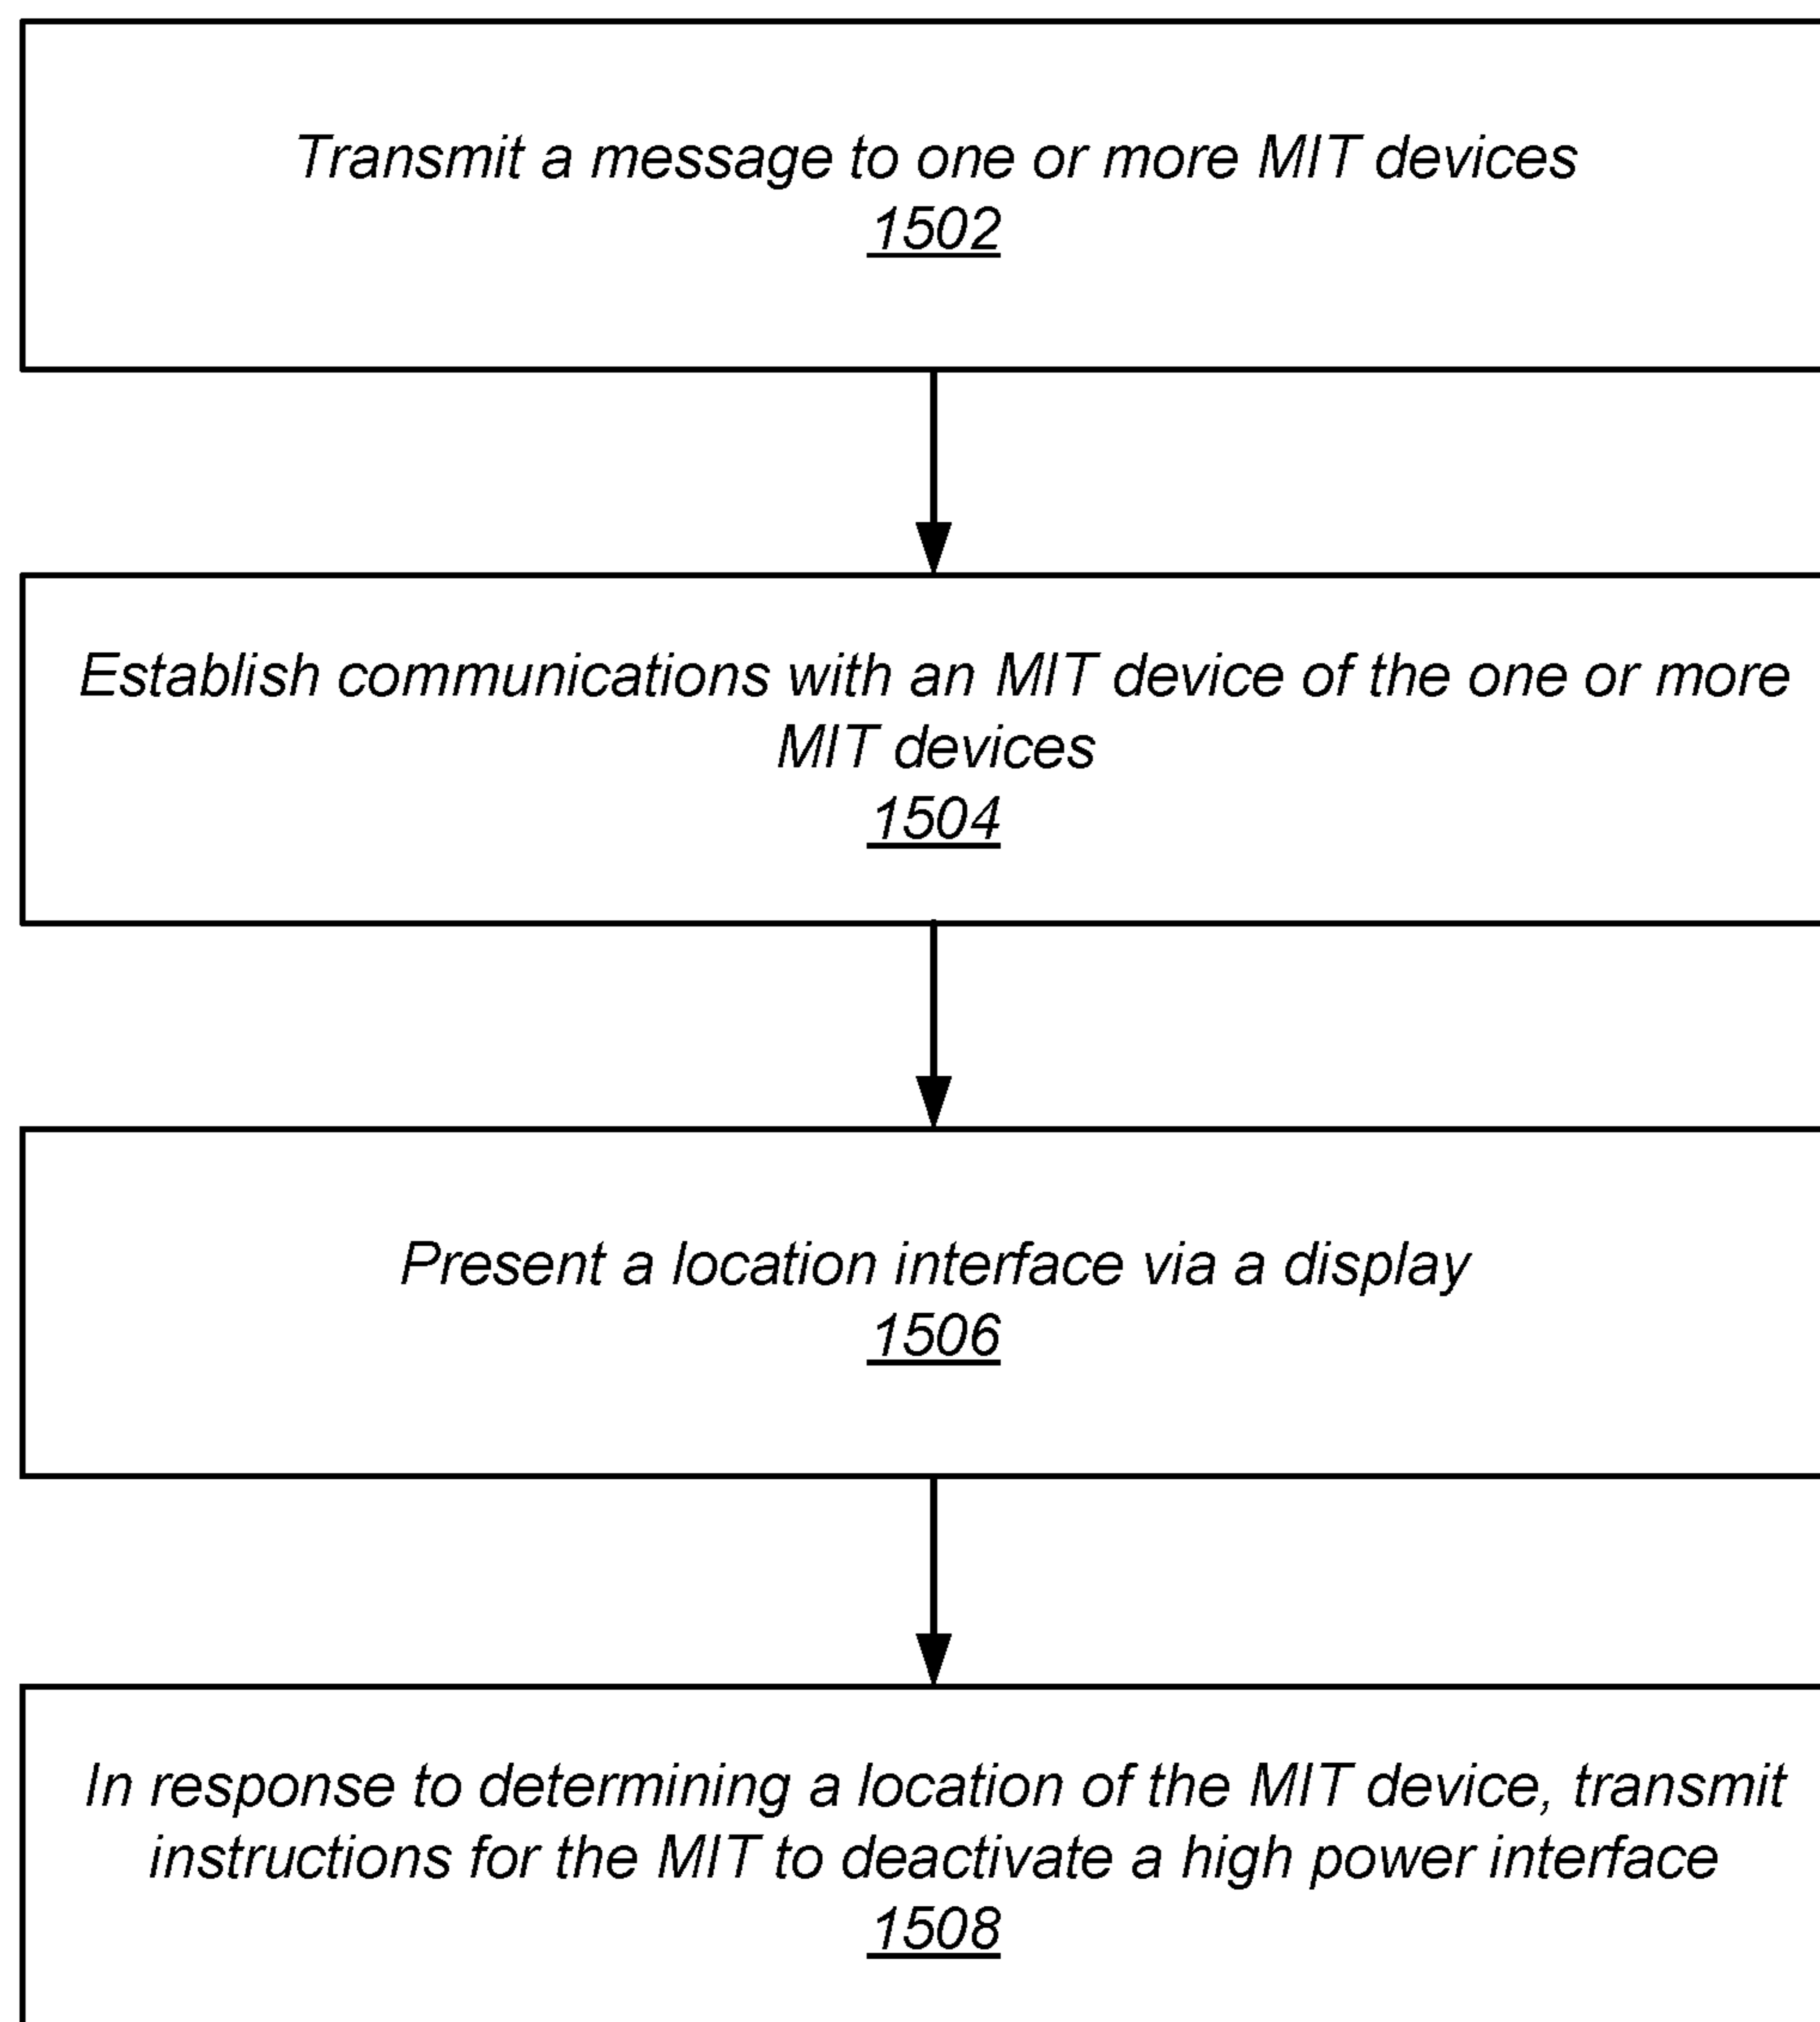 Transmit a message to one or more MIT devices
1502
Establish communications with an MIT device of the one or more
MIT devices
1504
Present a location interface via a display
1506
In response to determining a location of the MIT device, transmit
instructions for the MIT to deactivate a high power interface
1508